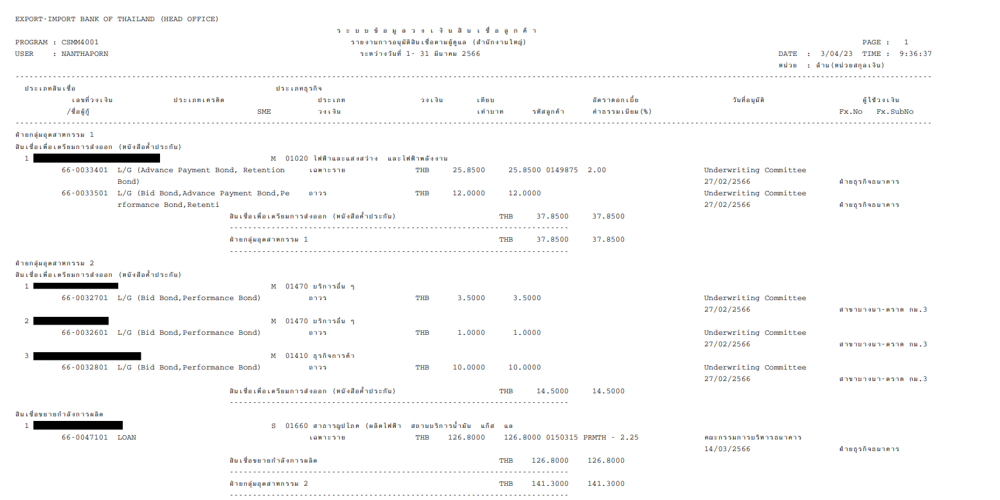 EXPORT-IMPORT BANK OF THAILAND (HEAD OFFICE)
ร ะ บ บ ข้ อ มู ล ว ง เ งิ น สิ น เ ชื่ อ ลู ก ค้ า
PROGRAM : CSMM4001 รายงานการอนุมัติสินเชื่อตามผู้ดูแล (สำนักงานใหญ่) PAGE : 1
USER : NANTHAPORN ระหว่างวันที่ 1- 31 มีนาคม 2566 DATE : 3/04/23 TIME : 9:36:37
หน่วย : ล้าน(หน่วยสกุลเงิน)
ประเภทสินเชื่อ ประเภทธุรกิจ
เลขที่วงเงิน ประเภทเครดิต ประเภท วงเงิน เทียบ อัตราดอกเบี้ย วันที่อนุมัติ ผู้ใช้วงเงิน
/ชื่อผู้กู้ SME วงเงิน เท่าบาท รหัสลูกค้า ค่าธรรมเนียม(%) Fx.No Fx.SubNo
ฝ่ายกลุ่มอุตสาหกรรม 1
สินเชื่อเพื่อเตรียมการส่งออก (หนังสือค้ำประกัน)
1 M 01020 ไฟฟ้าและแสงสว่าง และไฟฟ้าพลังงาน
66-0033401 L/G (Advance Payment Bond, Retention เฉพาะราย THB 25.8500 25.8500 0149875 2.00 Underwriting Committee
Bond) 27/02/2566 ฝ่ายธุรกิจธนาคาร
66-0033501 L/G (Bid Bond,Advance Payment Bond,Pe ถาวร THB 12.0000 12.0000 Underwriting Committee
rformance Bond,Retenti 27/02/2566 ฝ่ายธุรกิจธนาคาร
สินเชื่อเพื่อเตรียมการส่งออก (หนังสือค้ำประกัน) THB 37.8500 37.8500
ฝ่ายกลุ่มอุตสาหกรรม 1 THB 37.8500 37.8500
ฝ่ายกลุ่มอุตสาหกรรม 2
สินเชื่อเพื่อเตรียมการส่งออก (หนังสือค้ำประกัน)
1 M 01470 บริการอื่น ๆ
66-0032701 L/G (Bid Bond,Performance Bond) ถาวร THB 3.5000 3.5000 Underwriting Committee
27/02/2566 สาขาบางนา-ตราด กม.3
2 M 01470 บริการอื่น ๆ
66-0032601 L/G (Bid Bond,Performance Bond) ถาวร THB 1.0000 1.0000 Underwriting Committee
27/02/2566 สาขาบางนา-ตราด กม.3
3 M 01410 ธุรกิจการค้า
66-0032801 L/G (Bid Bond,Performance Bond) ถาวร THB 10.0000 10.0000 Underwriting Committee
27/02/2566 สาขาบางนา-ตราด กม.3
สินเชื่อเพื่อเตรียมการส่งออก (หนังสือค้ำประกัน) THB 14.5000 14.5000
สินเชื่อขยายกำลังการผลิต
1 S 01660 สาธารณูปโภค (ผลิตไฟฟ้า สถานบริการน้ำมัน แก๊ส แล
66-0047101 LOAN เฉพาะราย THB 126.8000 126.8000 0150315 PRMTH - 2.25 คณะกรรมการบริหารธนาคาร
14/03/2566 ฝ่ายธุรกิจธนาคาร
สินเชื่อขยายกำลังการผลิต THB 126.8000 126.8000
ฝ่ายกลุ่มอุตสาหกรรม 2 THB 141.3000 141.3000